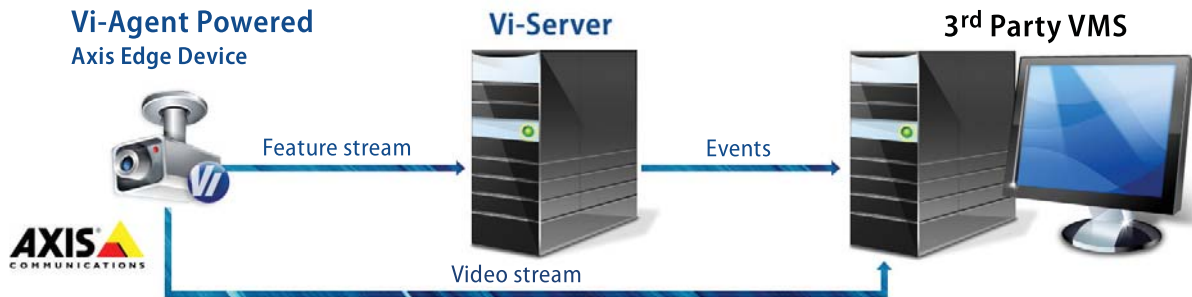 Vi-Agent Powered
Axis Edge Device
Vi-Server
3rd Party VMS
Feature stream
Events
Vi
AXIS
COMMUNICATIONS
Video stream